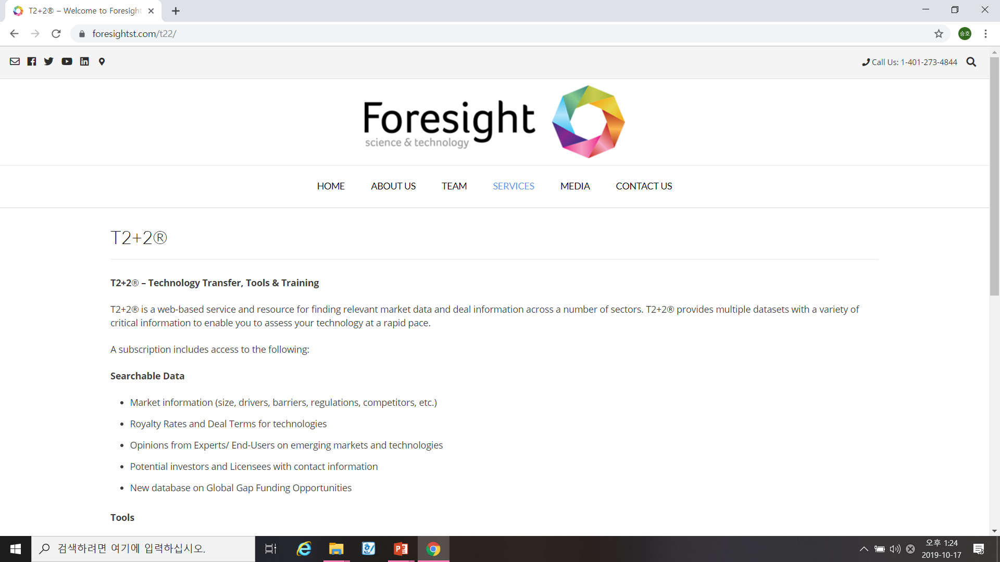 T2+2® – Welcome to Foresight
foresightst.com/t22/
승호
Call Us: 1-401-273-4844
Foresight
science & technology
HOME ABOUT US TEAM SERVICES MEDIA CONTACT US
T2+2®
T2+2® – Technology Transfer, Tools & Training
T2+2® is a web-based service and resource for finding relevant market data and deal information across a number of sectors. T2+2® provides multiple datasets with a variety of
critical information to enable you to assess your technology at a rapid pace.
A subscription includes access to the following:
Searchable Data
• Market information (size, drivers, barriers, regulations, competitors, etc.)
• Royalty Rates and Deal Terms for technologies
• Opinions from Experts/ End-Users on emerging markets and technologies
• Potential investors and Licensees with contact information
• New database on Global Gap Funding Opportunities
Tools
검색하려면 여기에 입력하십시오.
오후 1:24
2019-10-17